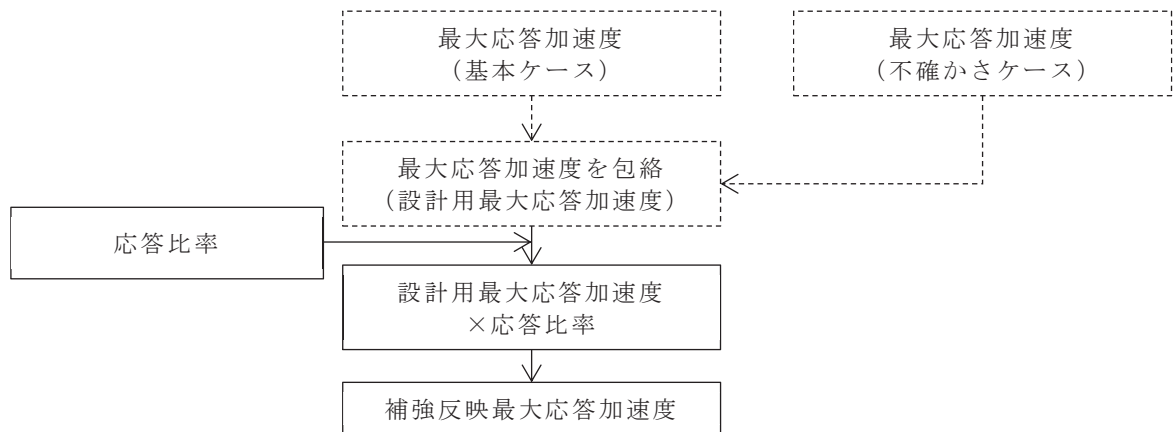 最大応答加速度
（基本ケース）
最大応答加速度
（不確かさケース）
最大応答加速度を包絡
（設計用最大応答加速度）
応答比率
設計用最大応答加速度
×応答比率
補強反映最大応答加速度